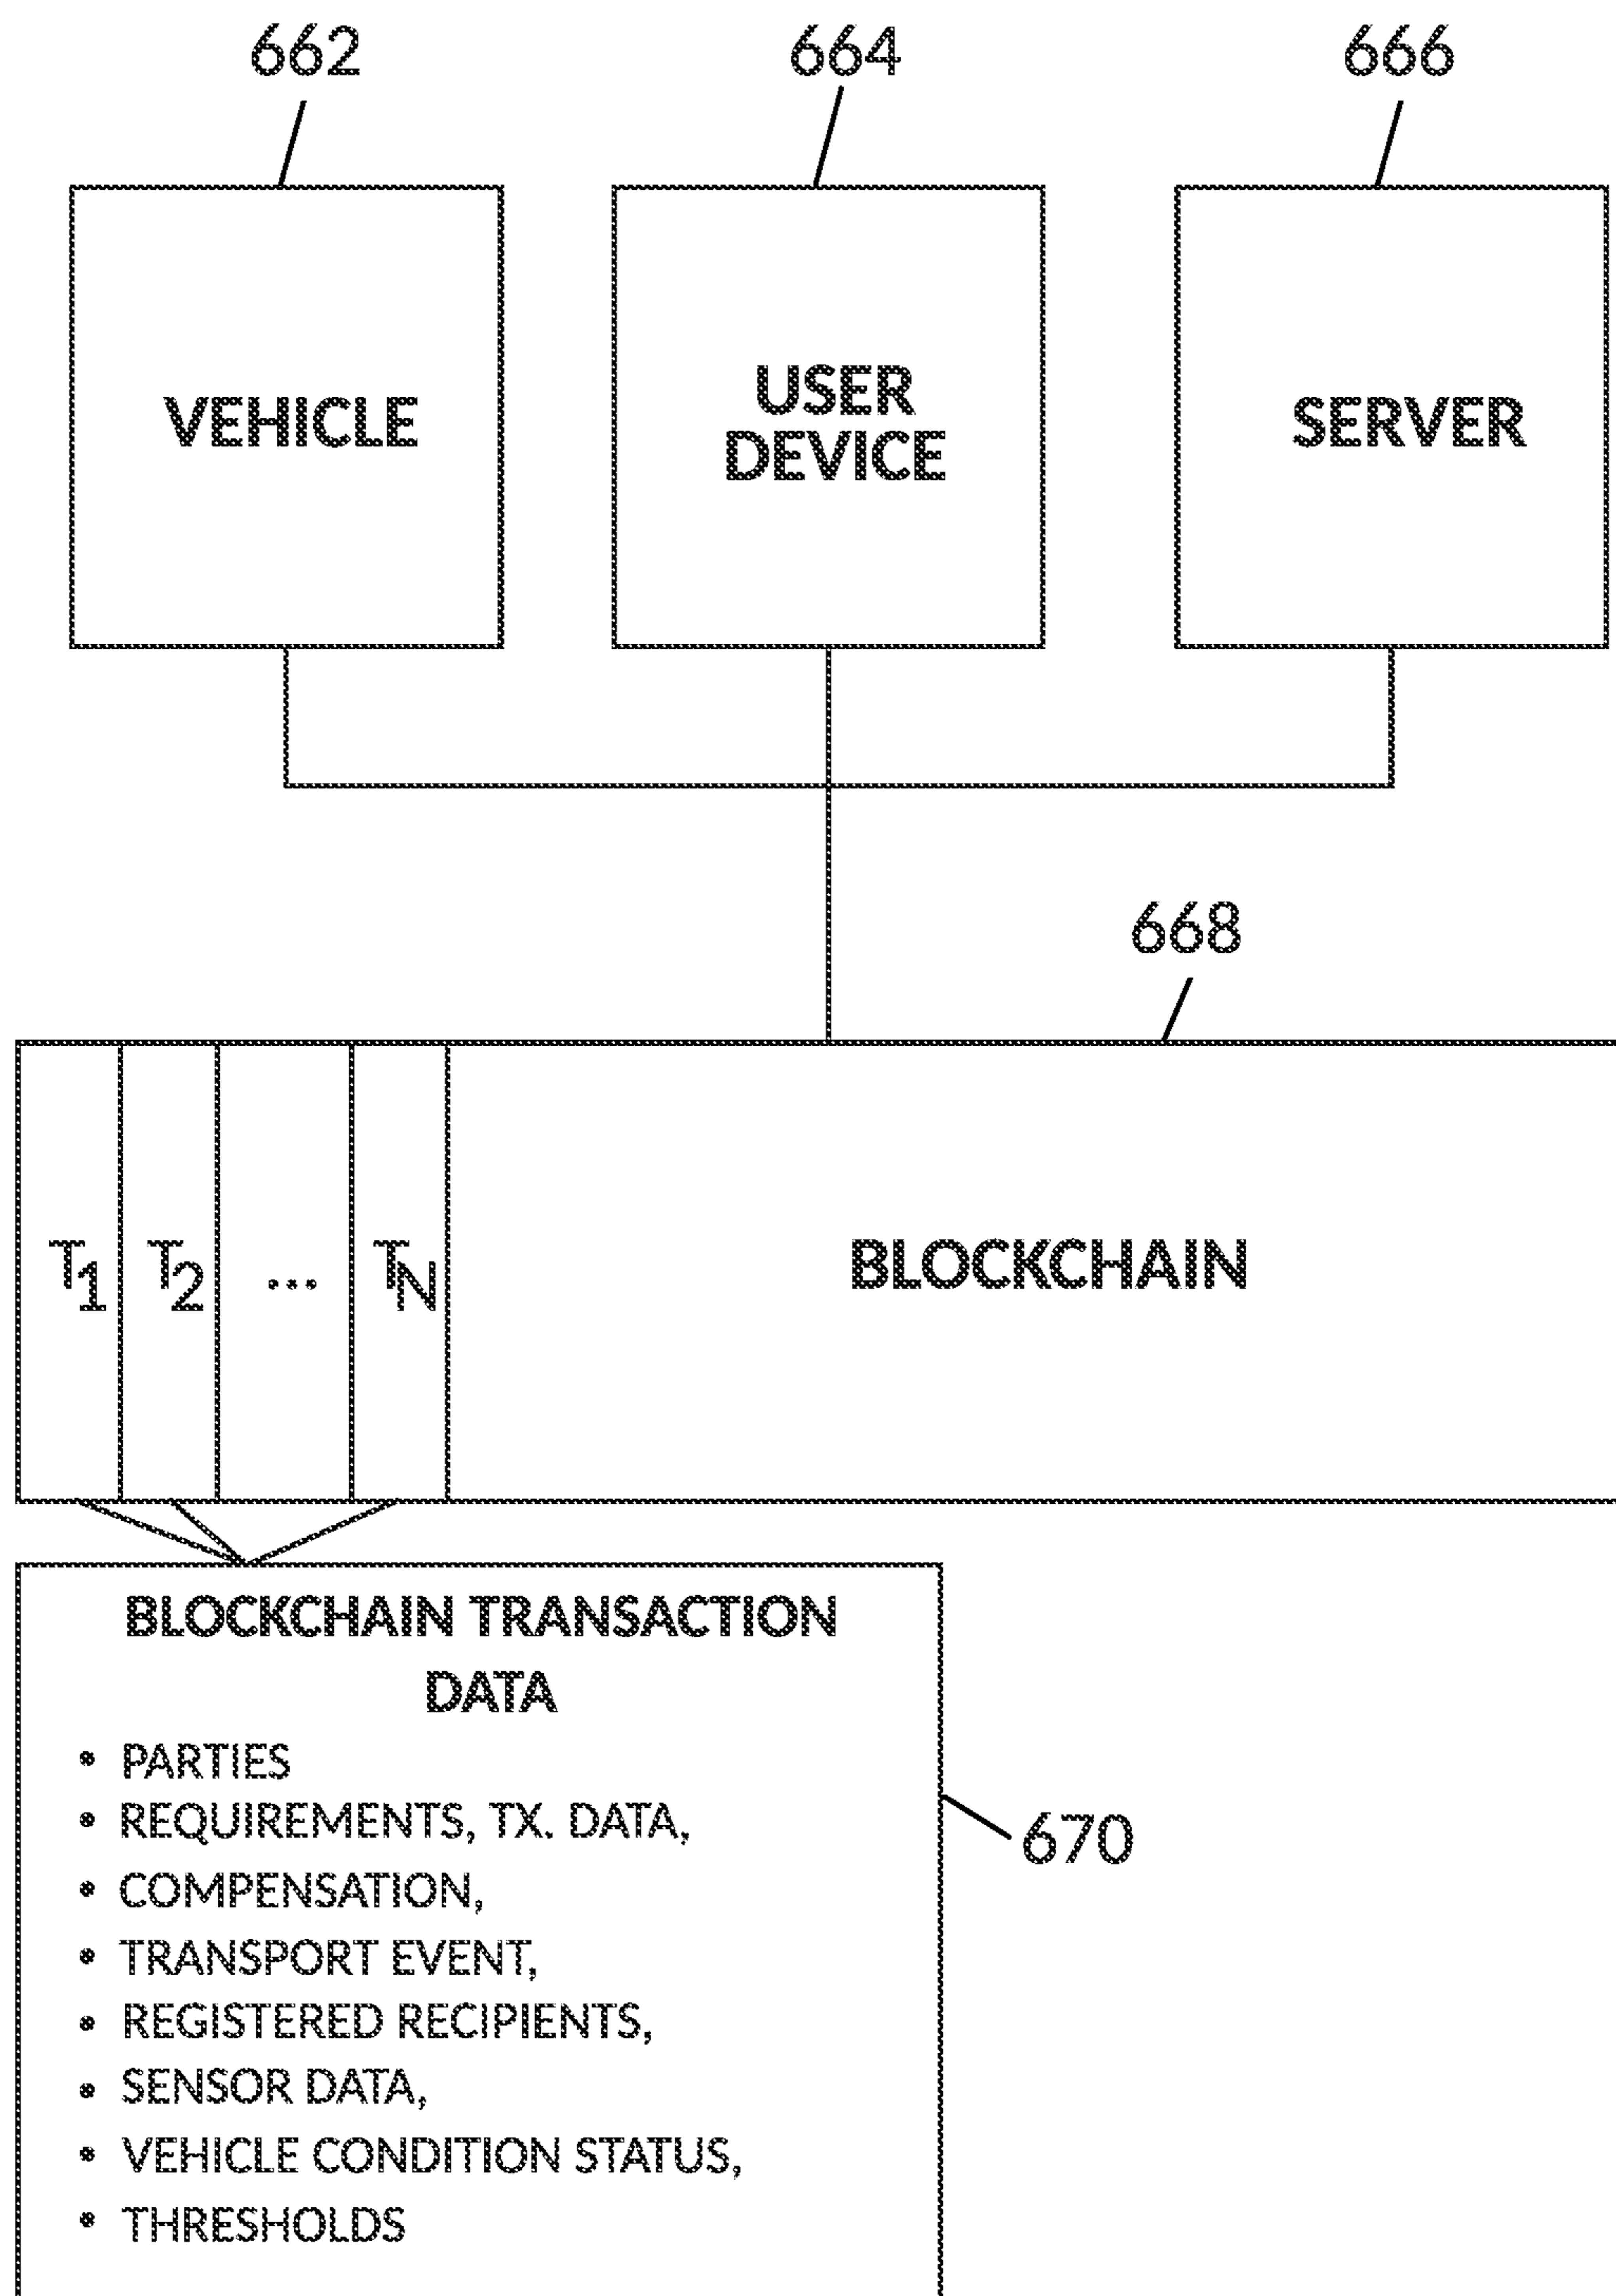 662 664 666
VEHICLE
USER
DEVICE
SERVER
668
T1 T2 ... TN BLOCKCHAIN
BLOCKCHAIN TRANSACTION
DATA
• PARTIES
• REQUIREMENTS, TX. DATA,
• COMPENSATION,
• TRANSPORT EVENT,
• REGISTERED RECIPIENTS,
• SENSOR DATA,
• VEHICLE CONDITION STATUS,
• THRESHOLDS
670